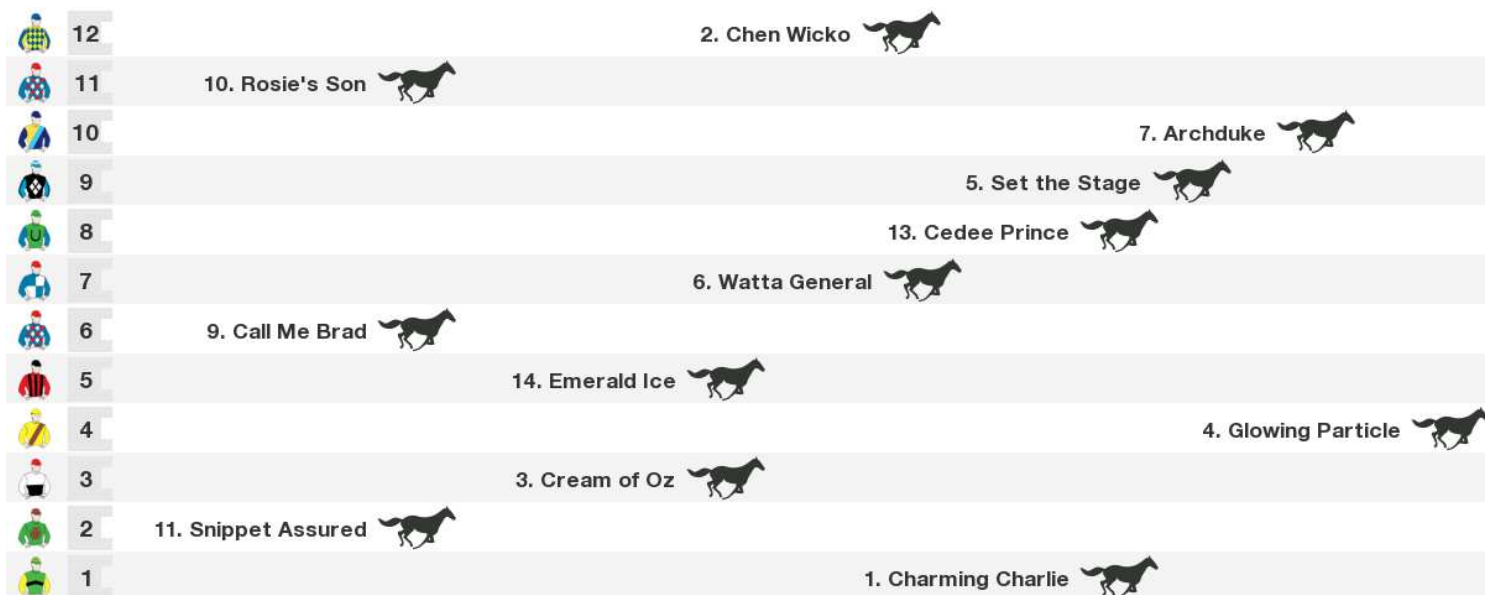 12 2. Chen Wicko
11 10. Rosie's Son
10 7. Archduke
9 5. Set the Stage
8 13. Cedee Prince
7 6. Watta General
6 9. Call Me Brad
5 14. Emerald Ice
4 4. Glowing Particle
3 3. Cream of Oz
2 11. Snippet Assured
1 1. Charming Charlie